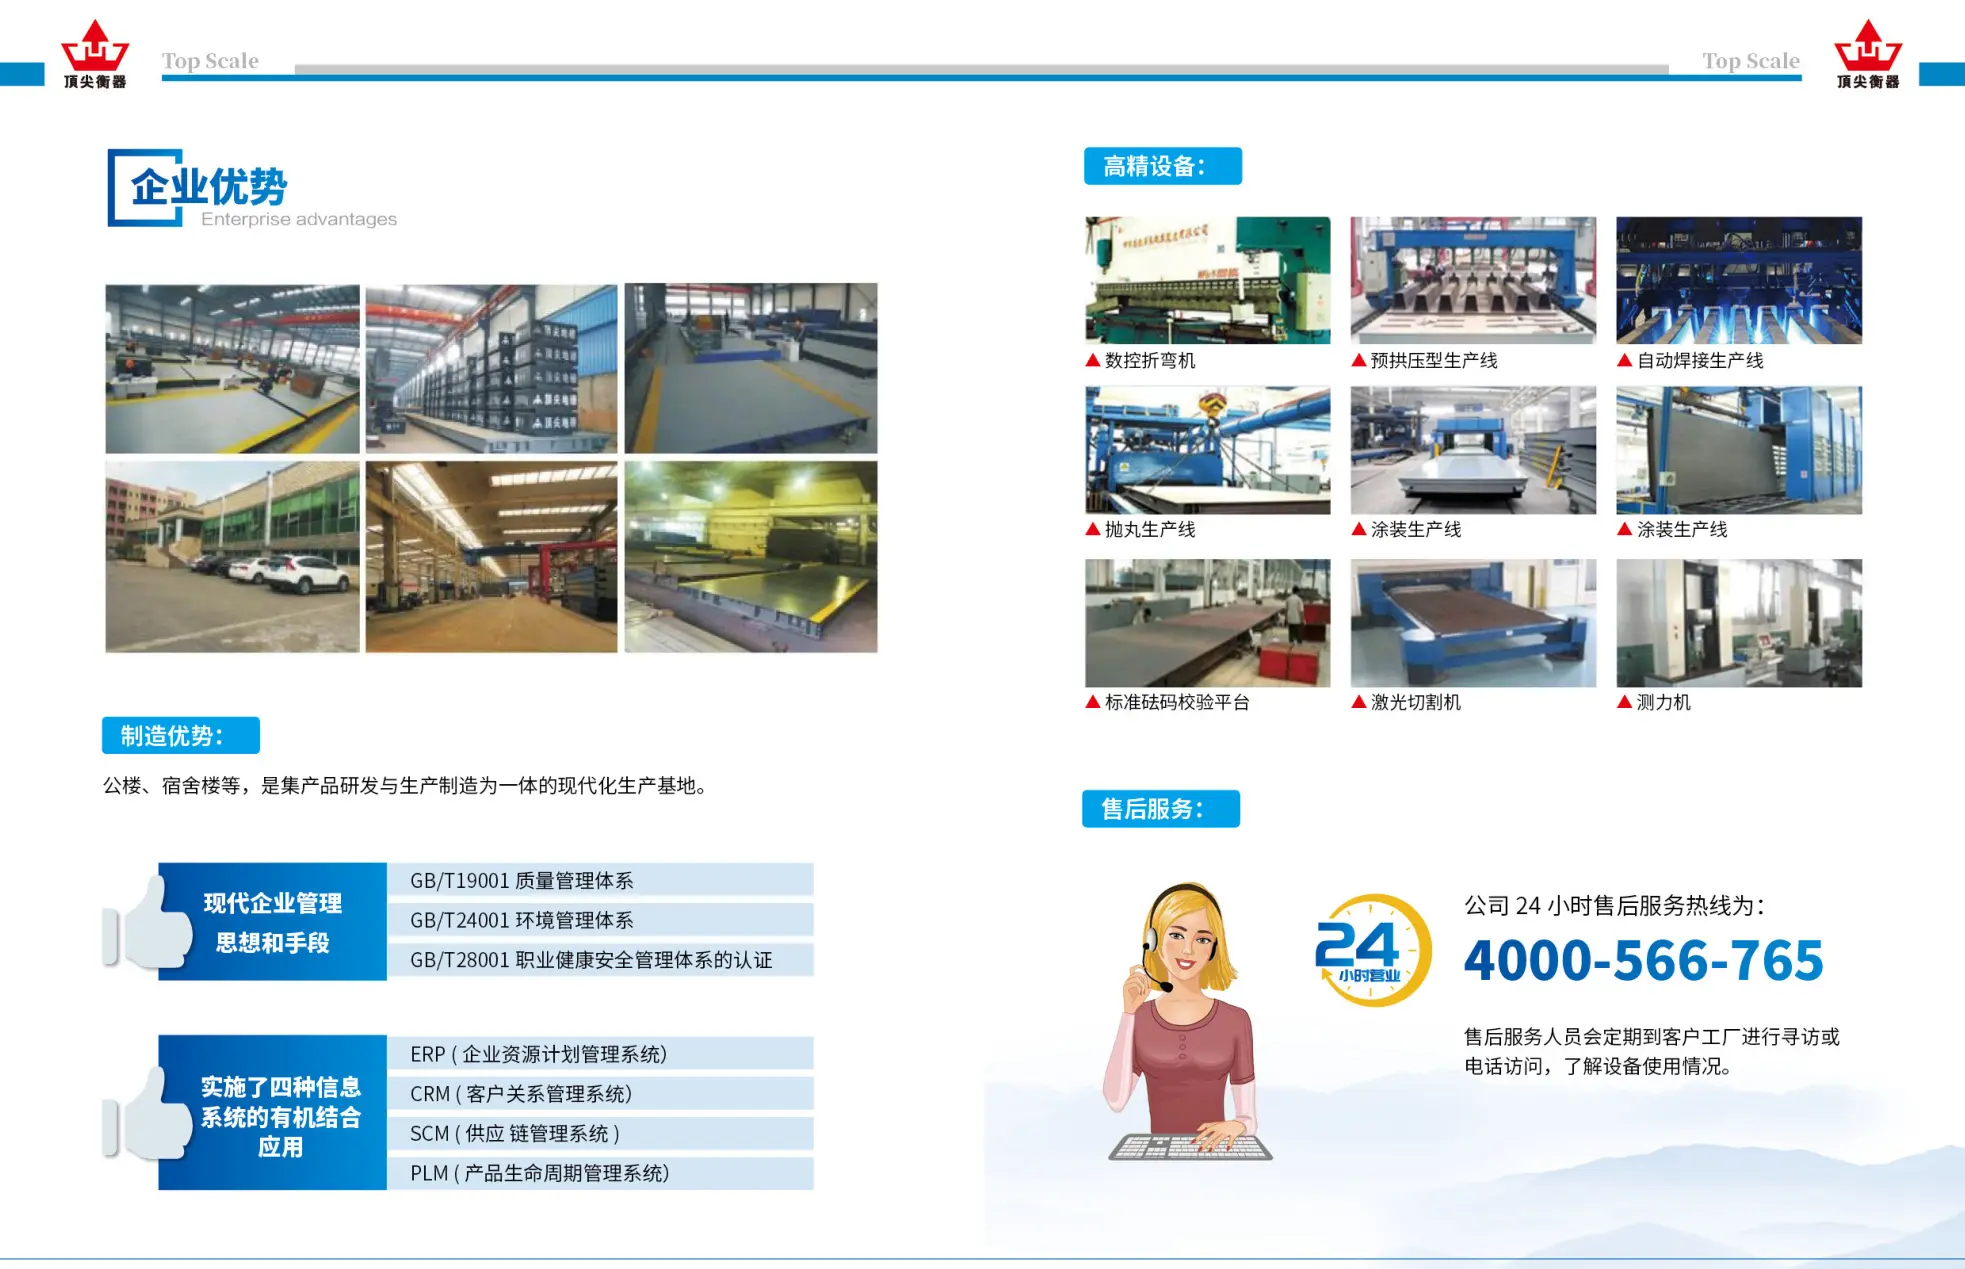 頂尖衡器
Top Scale
Top Scale
頂尖衡器
企业优势
Enterprise advantages
頂尖地磅
頂尖地磅
制造优势：
公楼、宿舍楼等，是集产品研发与生产制造为一体的现代化生产基地。
现代企业管理
思想和手段
GB/T19001 质量管理体系
GB/T24001 环境管理体系
GB/T28001 职业健康安全管理体系的认证
实施了四种信息
系统的有机结合
应用
ERP ( 企业资源计划管理系统）
CRM ( 客户关系管理系统）
SCM ( 供应 链管理系统 )
PLM ( 产品生命周期管理系统）
高精设备：
数控折弯机
预拱压型生产线
自动焊接生产线
抛丸生产线
涂装生产线
涂装生产线
标准砝码校验平台
激光切割机
测力机
售后服务：
24
小时营业
公司 24 小时售后服务热线为：
4000-566-765
售后服务人员会定期到客户工厂进行寻访或
电话访问，了解设备使用情况。